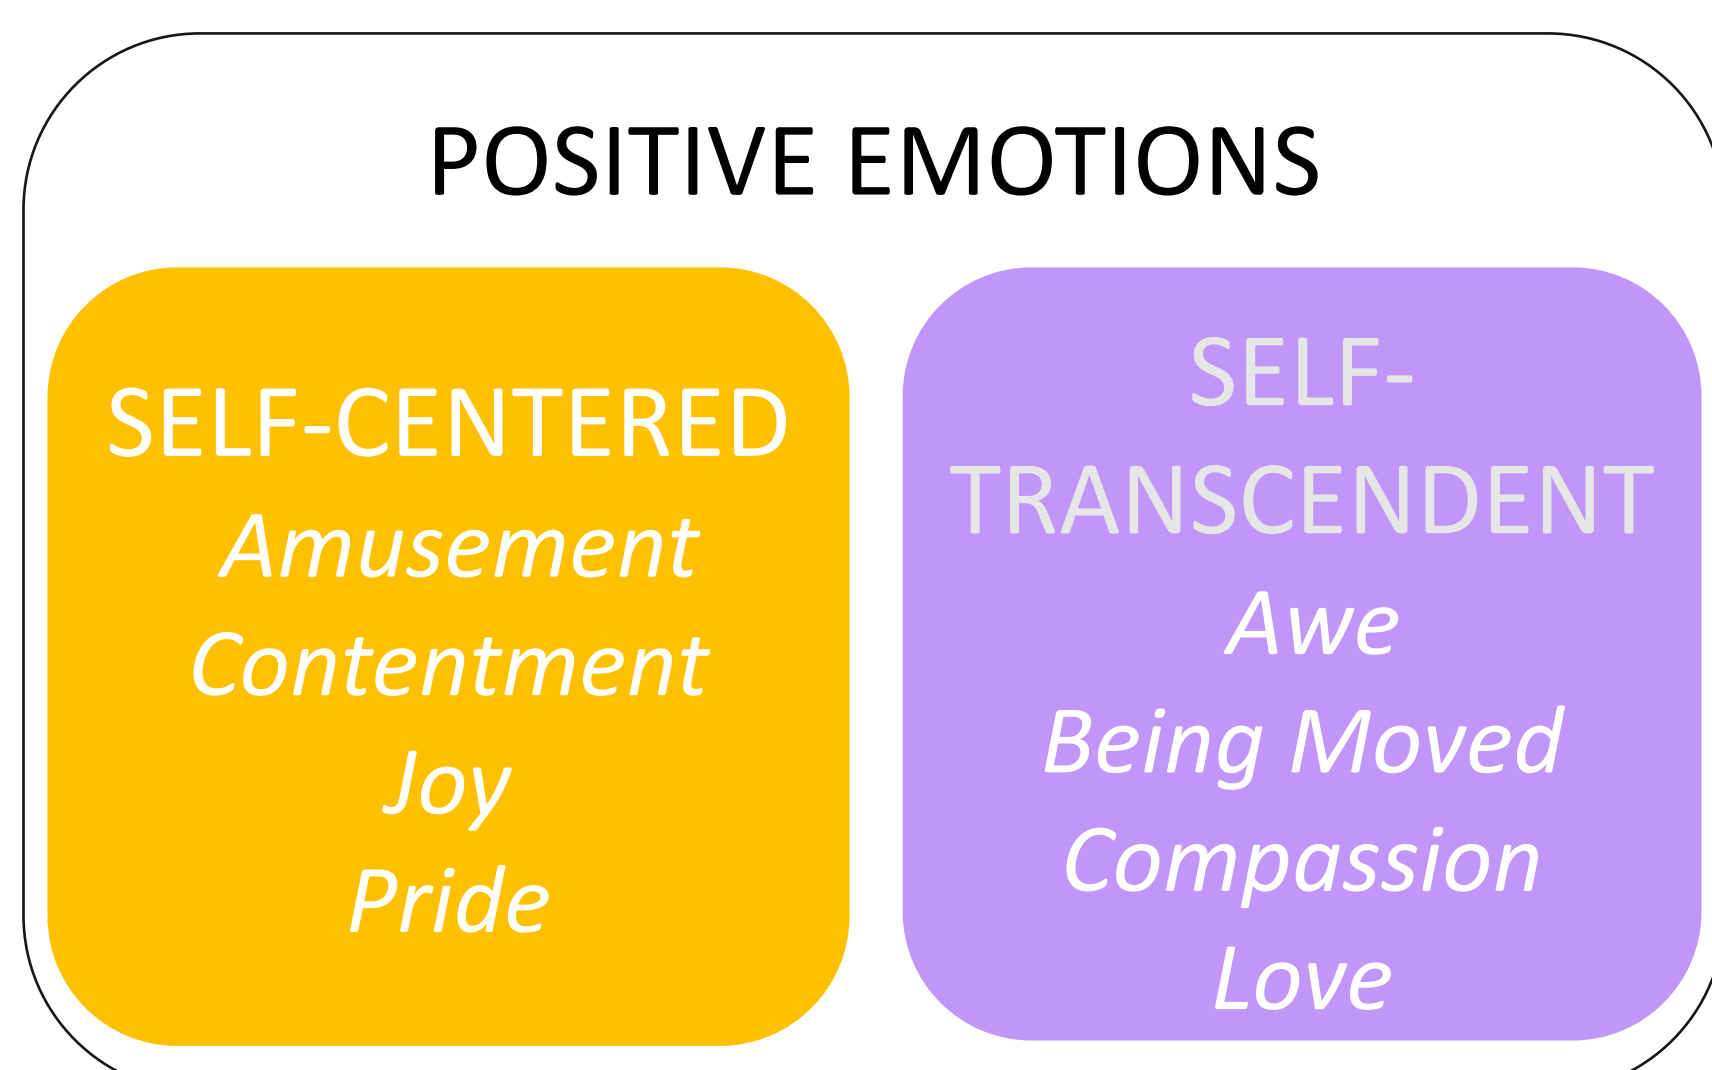 POSITIVE EMOTIONS
SELF-CENTERED
Amusement
Contentment
Joy
Pride
SELF-
TRANSCENDENT
Awe
Being Moved
Compassion
Love